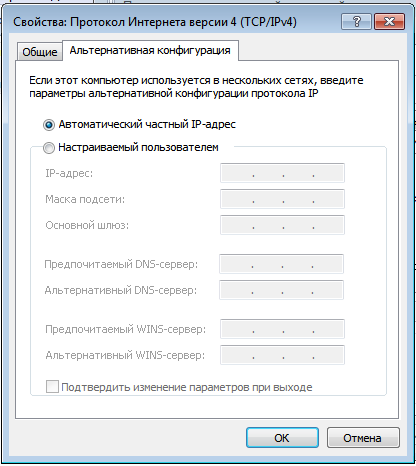 Свойства: Протокол Интернета версии 4 (TCP/IPv4)
Общие
Альтернативная конфигурация
Если этот компьютер используется в нескольких сетях, введите
параметры альтернативной конфигурации протокола IP
Автоматический частный IP-адрес
Настраиваемый пользователем
IP-адрес:
Маска подсети:
Основной шлюз:
Предпочитаемый DNS-сервер:
Альтернативный DNS-сервер:
Предпочитаемый WINS-сервер:
Альтернативный WINS-сервер:
Подтвердить изменение параметров при выходе
OK
Отмена